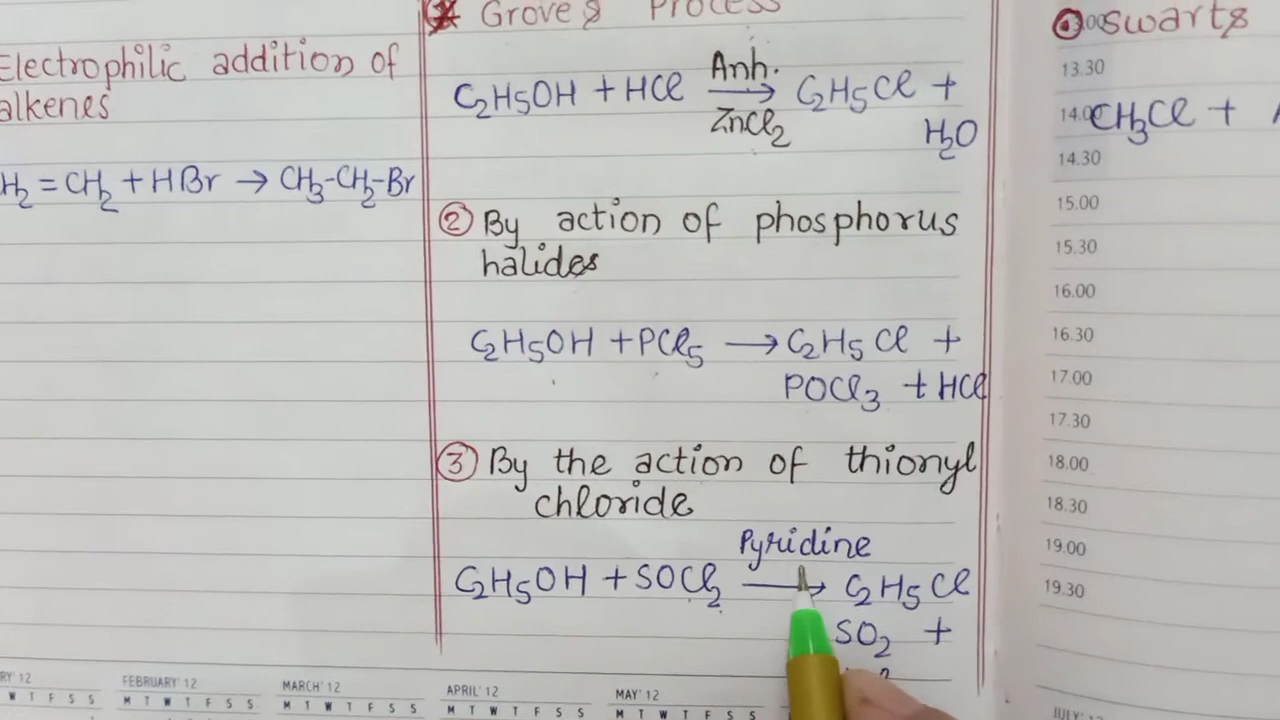 Electrophilic addition of
alkenes
H₂ = CH₂ + HBr → CH₃-CH₂-Br
Grove's Process
C₂H₅OH + HCl Anh. ZnCl₂ → C₂H₅Cl +
H₂O
② By action of phosphorus
halides
C₂H₅OH + PCl₅ → C₂H₅Cl +
POCl₃ + HCl
③ By the action of thionyl
chloride
Pyridine
C₂H₅OH + SOCl₂ → C₂H₅Cl
SO₂ +
swarts
CH₃Cl +
13.30
14.00
14.30
15.00
15.30
16.00
16.30
17.00
17.30
18.00
18.30
19.00
19.30
RY' 12
W T F S S
FEBRUARY' 12
M T W T F S S
MARCH' 12
M T W T F S S
APRIL' 12
M T W T F S S
MAY' 12
M T W T F S S